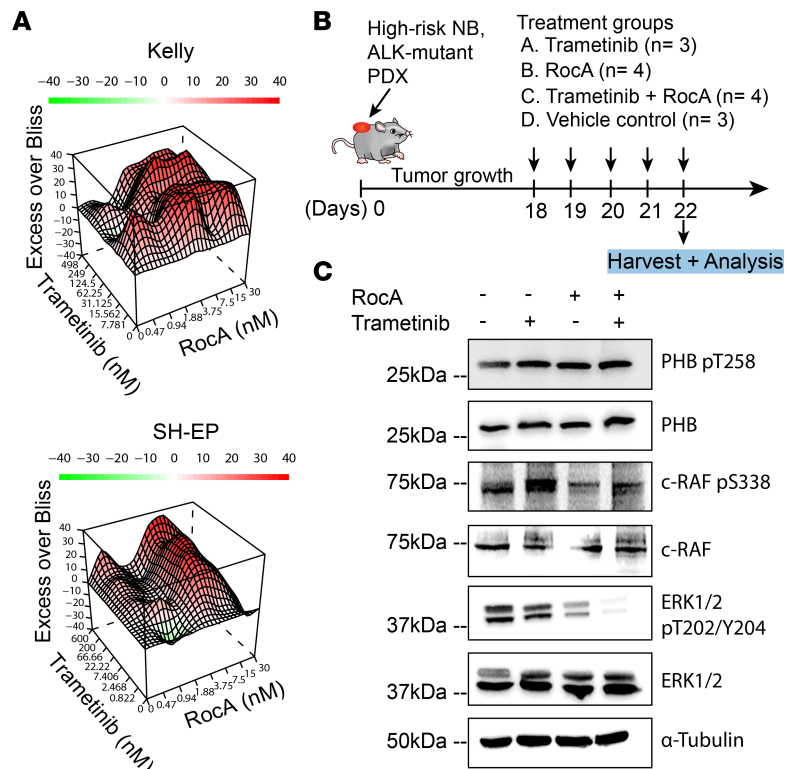 A
Kelly
−40 −30 −20 −10 0 10 20 30 40
Excess over Bliss
40
30
20
10
0
−10
−20
−30
−40
498
249
124.5
62.25
31.125
15.562
7.781
0
Trametinib (nM)
0 0.47 0.94 1.88 3.75 7.5 15 30
RocA (nM)
SH-EP
−40 −30 −20 −10 0 10 20 30 40
Excess over Bliss
40
30
20
10
0
−10
−20
−30
−40
600
200
66.66
22.22
7.406
2.468
0.822
0
Trametinib (nM)
0 0.47 0.94 1.88 3.75 7.5 15 30
RocA (nM)
B
High-risk NB,
ALK-mutant
PDX
Treatment groups
A. Trametinib (n= 3)
B. RocA (n= 4)
C. Trametinib + RocA (n= 4)
D. Vehicle control (n= 3)
Tumor growth
(Days) 0 18 19 20 21 22
Harvest + Analysis
C
RocA - - + +
Trametinib - + - +
25kDa -- PHB pT258
25kDa -- PHB
75kDa -- c-RAF pS338
75kDa -- c-RAF
37kDa -- ERK1/2
pT202/Y204
37kDa -- ERK1/2
50kDa -- α-Tubulin